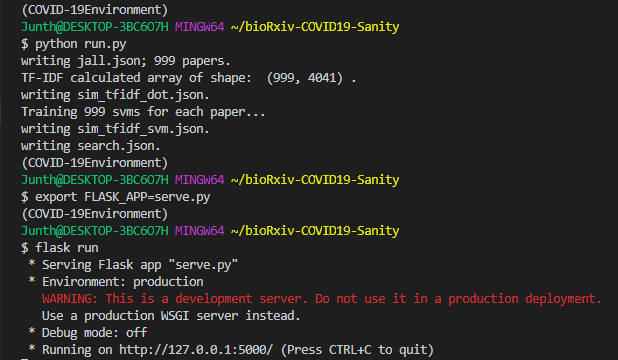 (COVID-19Environment)
Junth@DESKTOP-3BC6O7H MINGW64 ~/bioRxiv-COVID19-Sanity
$ python run.py
writing jall.json; 999 papers.
TF-IDF calculated array of shape:  (999, 4041) .
writing sim_tfidf_dot.json.
Training 999 svms for each paper...
writing sim_tfidf_svm.json.
writing search.json.
(COVID-19Environment)
Junth@DESKTOP-3BC6O7H MINGW64 ~/bioRxiv-COVID19-Sanity
$ export FLASK_APP=serve.py
(COVID-19Environment)
Junth@DESKTOP-3BC6O7H MINGW64 ~/bioRxiv-COVID19-Sanity
$ flask run
 * Serving Flask app "serve.py"
 * Environment: production
   WARNING: This is a development server. Do not use it in a production deployment.
   Use a production WSGI server instead.
 * Debug mode: off
 * Running on http://127.0.0.1:5000/ (Press CTRL+C to quit)